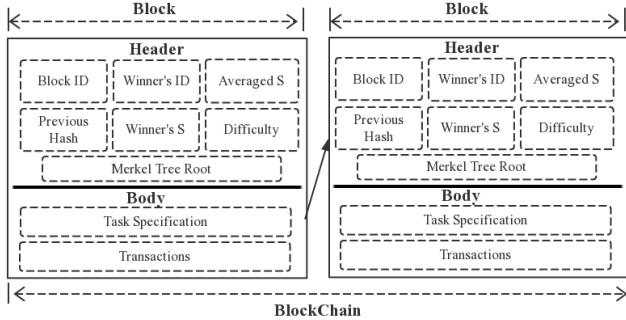 Block
Header
Block ID
Winner's ID
Averaged S
Previous
Hash
Winner's S
Difficulty
Merkel Tree Root
Body
Task Specification
Transactions
Block
Header
Block ID
Winner's ID
Averaged S
Previous
Hash
Winner's S
Difficulty
Merkel Tree Root
Body
Task Specification
Transactions
BlockChain